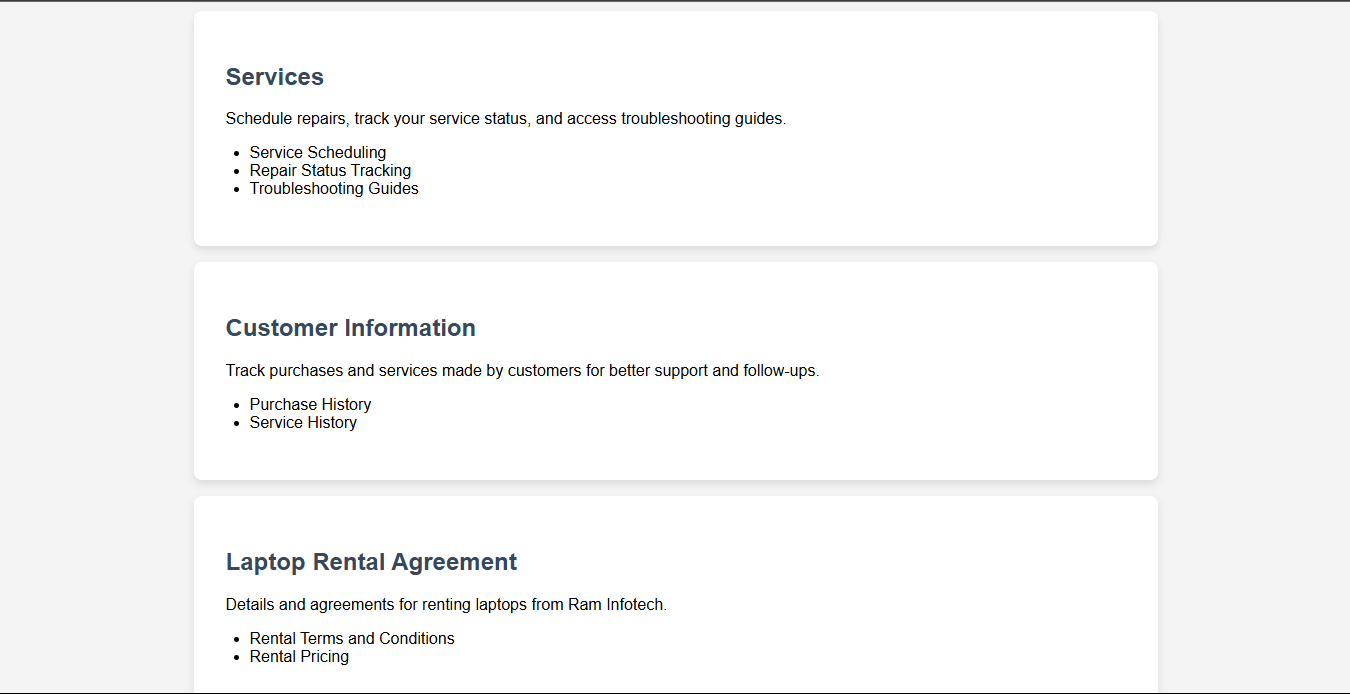 Services
Schedule repairs, track your service status, and access troubleshooting guides.
Service Scheduling
Repair Status Tracking
Troubleshooting Guides
Customer Information
Track purchases and services made by customers for better support and follow-ups.
Purchase History
Service History
Laptop Rental Agreement
Details and agreements for renting laptops from Ram Infotech.
Rental Terms and Conditions
Rental Pricing